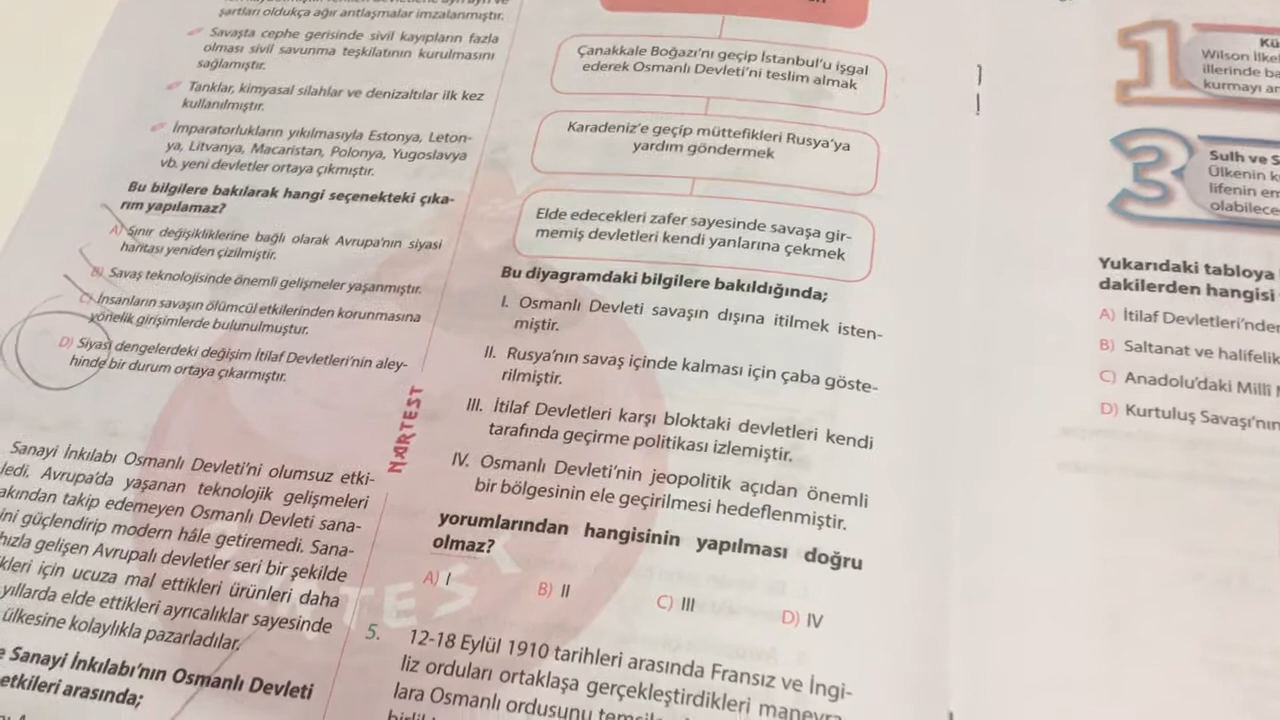 şartları oldukça ağır antlaşmalar imzalanmıştır.
Savaşta cephe gerisinde sivil kayıpların fazla
olması sivil savunma teşkilatının kurulmasını
sağlamıştır.
Tanklar, kimyasal silahlar ve denizaltılar ilk kez
kullanılmıştır.
İmparatorlukların yıkılmasıyla Estonya, Leton-
ya, Litvanya, Macaristan, Polonya, Yugoslavya
vb. yeni devletler ortaya çıkmıştır.
Bu bilgilere bakılarak hangi seçenekteki çıka-
rım yapılamaz?
A) Sınır değişikliklerine bağlı olarak Avrupa'nın siyasi
haritası yeniden çizilmiştir.
B) Savaş teknolojisinde önemli gelişmeler yaşanmıştır.
C) İnsanların savaşın ölümcül etkilerinden korunmasına
yönelik girişimlerde bulunulmuştur.
D) Siyasi dengelerdeki değişim İtilaf Devletleri'nin aley-
hinde bir durum ortaya çıkarmıştır.
Sanayi İnkılabı Osmanlı Devleti'ni olumsuz etki-
ledi. Avrupa'da yaşanan teknolojik gelişmeleri
akından takip edemeyen Osmanlı Devleti sana-
ini güçlendirip modern hâle getiremedi. Sana-
hızla gelişen Avrupalı devletler seri bir şekilde
kleri için ucuza mal ettikleri ürünleri daha
yıllarda elde ettikleri ayrıcalıklar sayesinde
ülkesine kolaylıkla pazarladılar.
e Sanayi İnkılabı'nın Osmanlı Devleti
etkileri arasında;
NARTEST
Çanakkale Boğazı'nı geçip İstanbul'u işgal
ederek Osmanlı Devleti'ni teslim almak
Karadeniz'e geçip müttefikleri Rusya'ya
yardım göndermek
Elde edecekleri zafer sayesinde savaşa gir-
memiş devletleri kendi yanlarına çekmek
Bu diyagramdaki bilgilere bakıldığında;
I. Osmanlı Devleti savaşın dışına itilmek isten-
miştir.
II. Rusya'nın savaş içinde kalması için çaba göste-
rilmiştir.
III. İtilaf Devletleri karşı bloktaki devletleri kendi
tarafında geçirme politikası izlemiştir.
IV. Osmanlı Devleti'nin jeopolitik açıdan önemli
bir bölgesinin ele geçirilmesi hedeflenmiştir.
yorumlarından hangisinin yapılması doğru
olmaz?
A) I
B) II
C) III
D) IV
5. 12-18 Eylül 1910 tarihleri arasında Fransız ve İngi-
liz orduları ortaklaşa gerçekleştirdikleri manevra
lara Osmanlı ordusunu
1
Kü
Wilson İlke
illerinde ba
kurmayı am
3
Sulh ve S
Ülkenin k
lifenin em
olabilece
Yukarıdaki tabloya
dakilerden hangisi
A) İtilaf Devletleri'nden
B) Saltanat ve halifelik
C) Anadolu'daki Millî
D) Kurtuluş Savaşı'nın